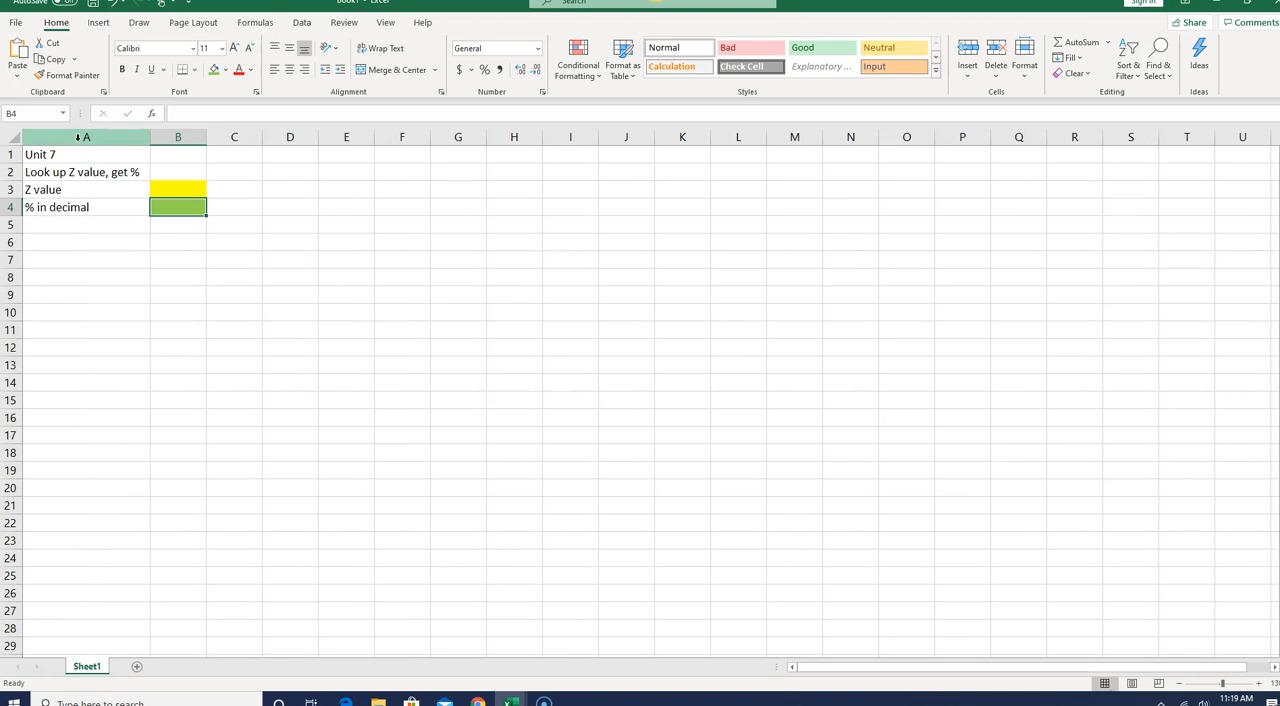 AutoSave Off Book1 - Excel Search Sign in
File Home Insert Draw Page Layout Formulas Data Review View Help Share Comments
Paste Cut Copy Format Painter
Calibri 11 A A Wrap Text General
Conditional Formatting Format as Table
Normal Bad Good Neutral
Calculation Check Cell Explanatory ... Input
Insert Delete Format
AutoSum Fill Clear
Sort & Filter Find & Select Ideas
B I U A Merge & Center $ % 9
Clipboard Font Alignment Number Styles Cells Editing Ideas
B4 fx
A B C D E F G H I J K L M N O P Q R S T U
1 Unit 7
2 Look up Z value, get %
3 Z value
4 % in decimal
5
6
7
8
9
10
11
12
13
14
15
16
17
18
19
20
21
22
23
24
25
26
27
28
29
Sheet1
Ready
Type here to search 11:19 AM